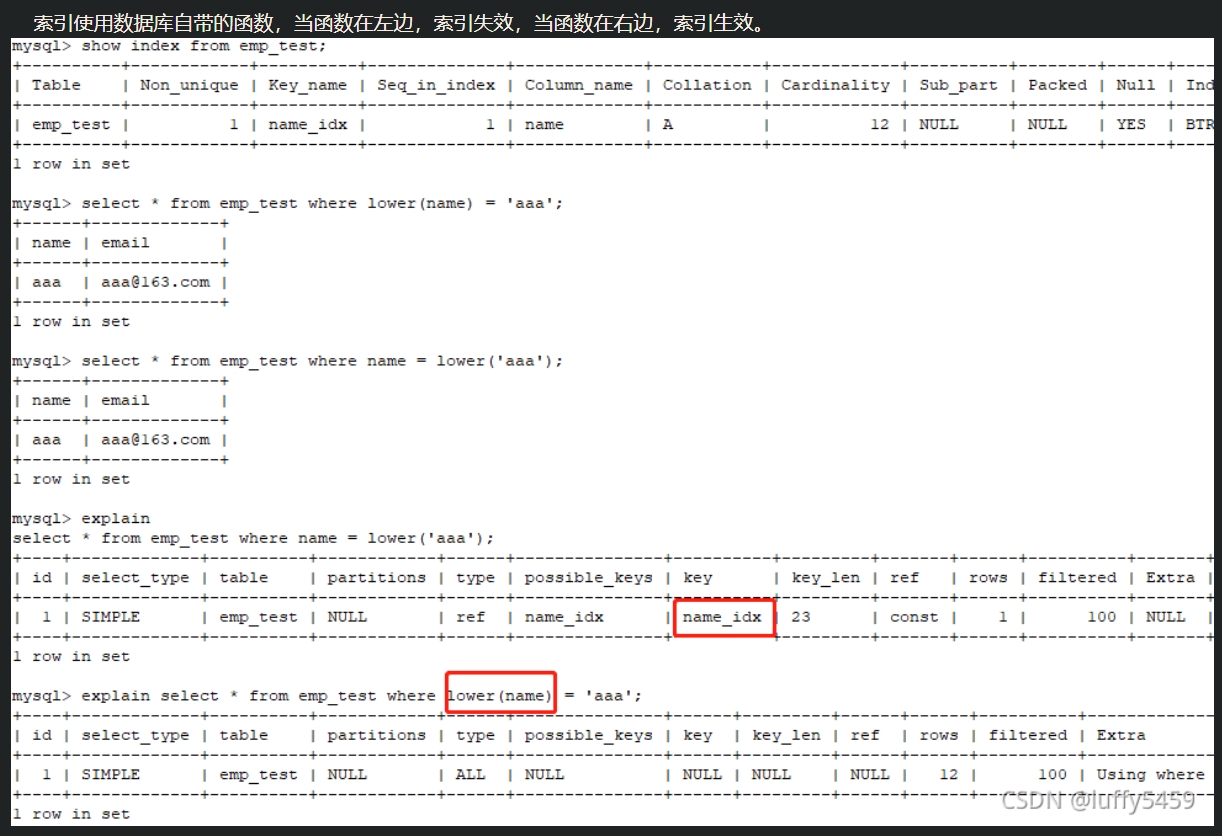 索引使用数据库自带的函数，当函数在左边，索引失效，当函数在右边，索引生效。
mysql> show index from emp_test;
| Table | Non_unique | Key_name | Seq_in_index | Column_name | Collation | Cardinality | Sub_part | Packed | Null | Ind
| emp_test | 1 | name_idx | 1 | name | A | 12 | NULL | NULL | YES | BTR
1 row in set
mysql> select * from emp_test where lower(name) = 'aaa';
| name | email |
| aaa | aaa@163.com |
1 row in set
mysql> select * from emp_test where name = lower('aaa');
| name | email |
| aaa | aaa@163.com |
1 row in set
mysql> explain
select * from emp_test where name = lower('aaa');
| id | select_type | table | partitions | type | possible_keys | key | key_len | ref | rows | filtered | Extra |
| 1 | SIMPLE | emp_test | NULL | ref | name_idx | name_idx | 23 | const | 1 | 100 | NULL |
1 row in set
mysql> explain select * from emp_test where lower(name) = 'aaa';
| id | select_type | table | partitions | type | possible_keys | key | key_len | ref | rows | filtered | Extra
| 1 | SIMPLE | emp_test | NULL | ALL | NULL | NULL | NULL | NULL | 12 | 100 | Using where
1 row in set
CSDN @luffy5459